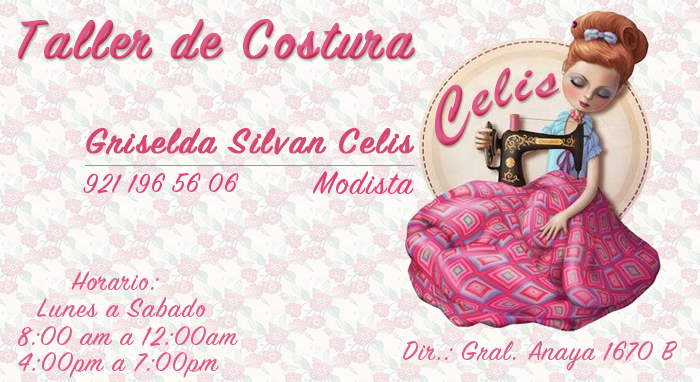 Taller de Costura
Celis
Griselda Silvan Celis
921 196 56 06
Modista
Horario:
Lunes a Sabado
8:00 am a 12:00am
4:00pm a 7:00pm
Dir.: Gral. Anaya 1670 B